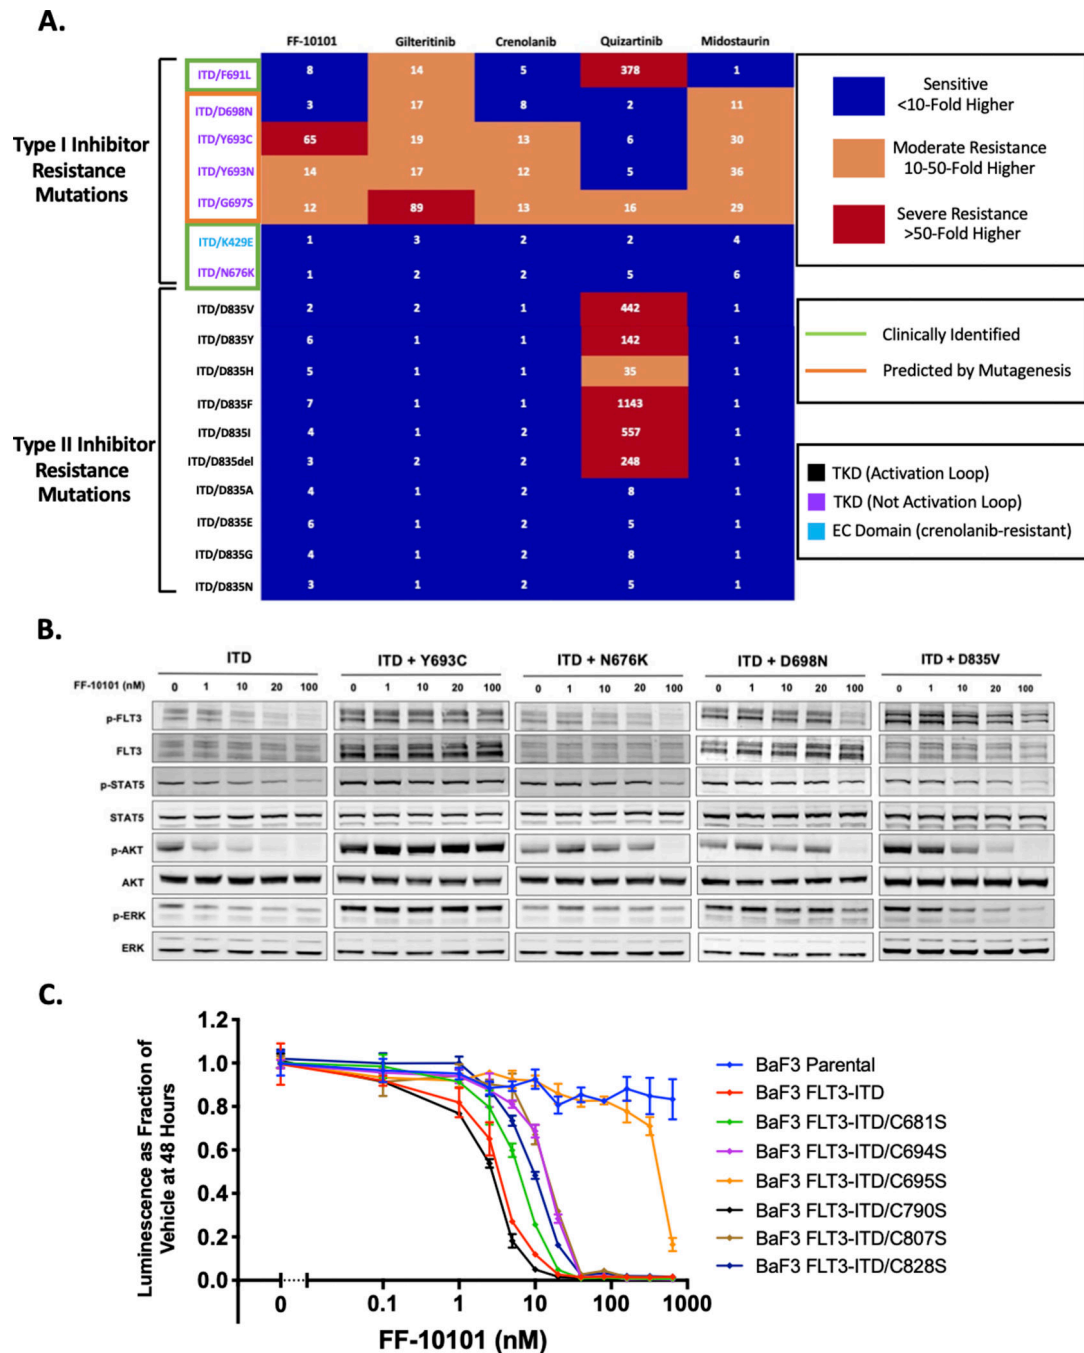 A.
FF-10101 Gilteritinib Crenolanib Quizartinib Midostaurin
Type I Inhibitor
Resistance
Mutations
ITD/F691L 8 14 5 378 1
ITD/D698N 3 17 8 2 11
ITD/Y693C 65 19 13 6 30
ITD/Y693N 14 17 12 5 36
ITD/G697S 12 89 13 16 29
ITD/K429E 1 3 2 2 4
ITD/N676K 1 2 2 5 6
Type II Inhibitor
Resistance
Mutations
ITD/D835V 2 2 1 442 1
ITD/D835Y 6 1 1 142 1
ITD/D835H 5 1 1 35 1
ITD/D835F 7 1 1 1143 1
ITD/D835I 4 1 2 557 1
ITD/D835del 3 2 2 248 1
ITD/D835A 4 1 2 8 1
ITD/D835E 6 1 2 5 1
ITD/D835G 4 1 2 8 1
ITD/D835N 3 1 2 5 1
Sensitive
<10-Fold Higher
Moderate Resistance
10-50-Fold Higher
Severe Resistance
>50-Fold Higher
Clinically Identified
Predicted by Mutagenesis
TKD (Activation Loop)
TKD (Not Activation Loop)
EC Domain (crenolanib-resistant)
B.
ITD ITD + Y693C ITD + N676K ITD + D698N ITD + D835V
FF-10101 (nM) 0 1 10 20 100 0 1 10 20 100 0 1 10 20 100 0 1 10 20 100 0 1 10 20 100
p-FLT3
FLT3
p-STAT5
STAT5
p-AKT
AKT
p-ERK
ERK
C.
Luminescence as Fraction of
Vehicle at 48 Hours
1.2
1.0
0.8
0.6
0.4
0.2
0.0
0 0.1 1 10 100 1000
FF-10101 (nM)
BaF3 Parental
BaF3 FLT3-ITD
BaF3 FLT3-ITD/C681S
BaF3 FLT3-ITD/C694S
BaF3 FLT3-ITD/C695S
BaF3 FLT3-ITD/C790S
BaF3 FLT3-ITD/C807S
BaF3 FLT3-ITD/C828S